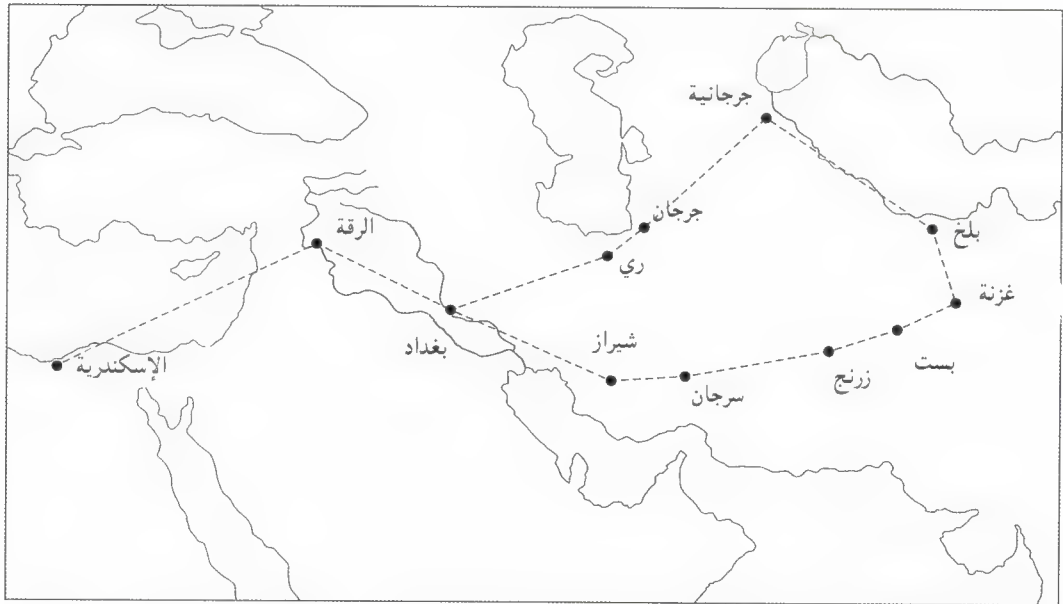 جرجانية
جرجان
الرقة
بلخ
ري
غزنة
شيراز
بغداد
بست
زرنج
الإسكندرية
سرجان